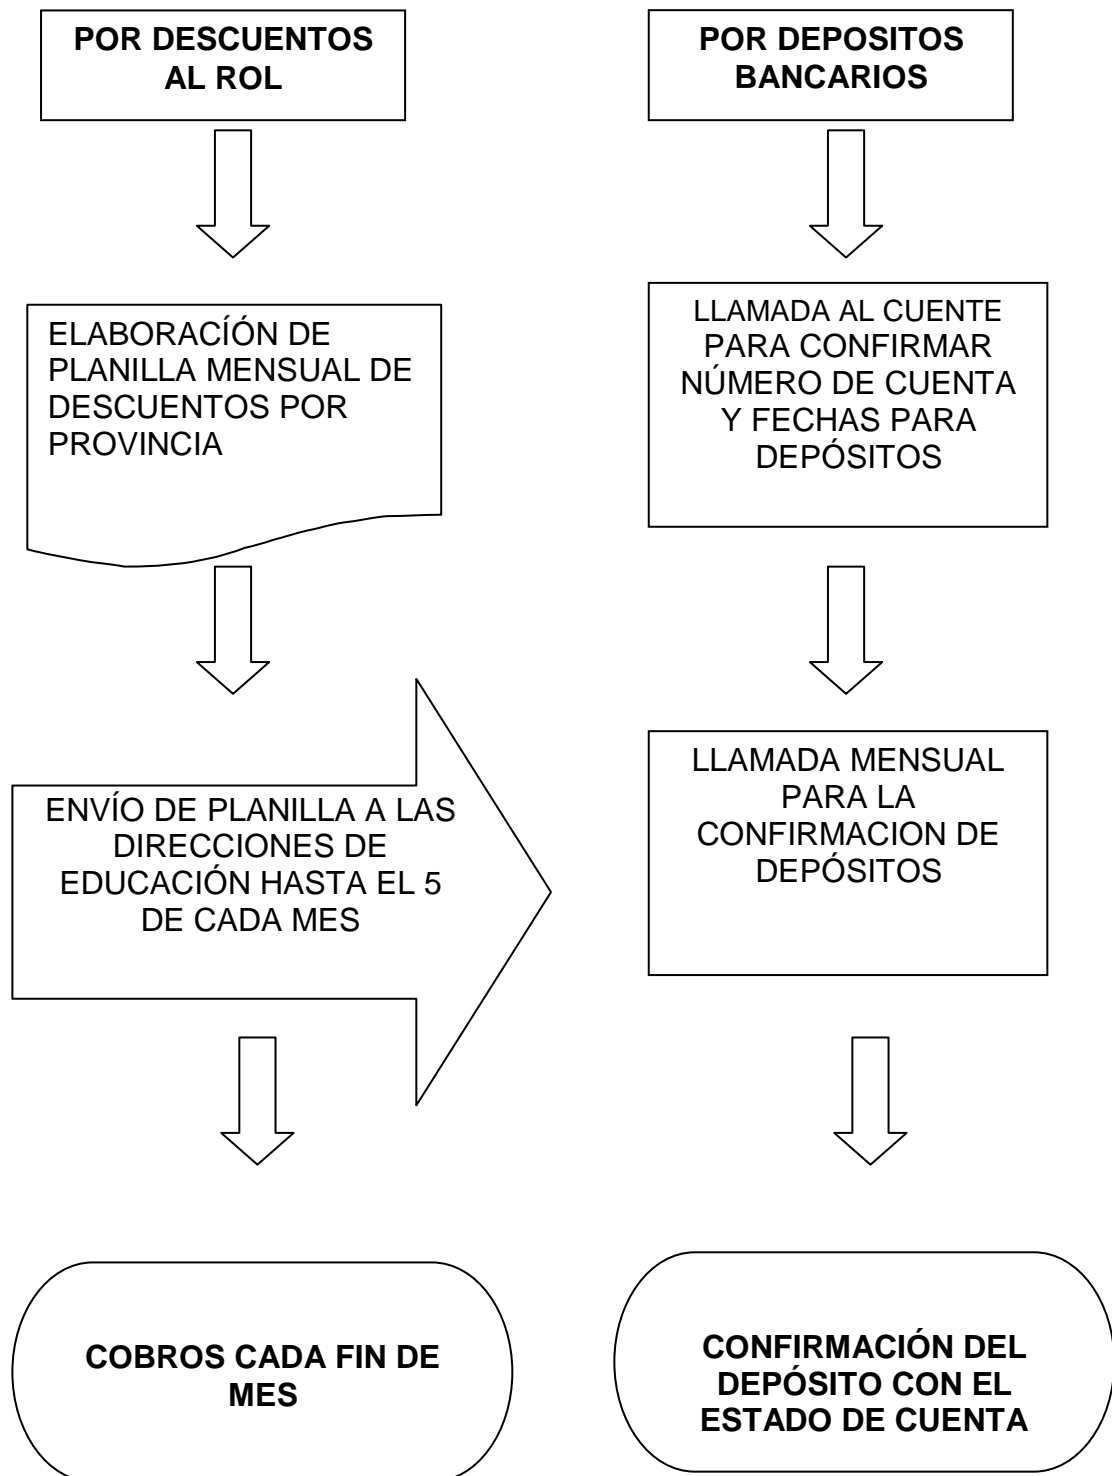 POR DESCUENTOS
AL ROL
ELABORACÍÓN DE
PLANILLA MENSUAL DE
DESCUENTOS POR
PROVINCIA
ENVÍO DE PLANILLA A LAS
DIRECCIONES DE
EDUCACIÓN HASTA EL 5
DE CADA MES
COBROS CADA FIN DE
MES
POR DEPOSITOS
BANCARIOS
LLAMADA AL CUENTE
PARA CONFIRMAR
NÚMERO DE CUENTA
Y FECHAS PARA
DEPÓSITOS
LLAMADA MENSUAL
PARA LA
CONFIRMACION DE
DEPÓSITOS
CONFIRMACIÓN DEL
DEPÓSITO CON EL
ESTADO DE CUENTA